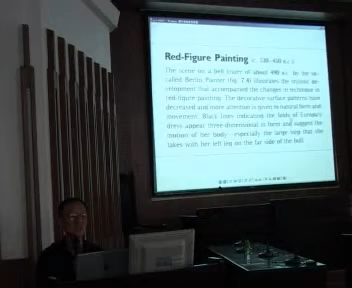 Red-Figure Painting c. 530-450 B.C.
The scene on a bell krater of about 490 B.C. by the so-
called Berlin Painter (fig. 7.4) illustrates the stylistic de-
velopment that accompanied the changes in technique in
red-figure painting. The decorative surface patterns have
decreased and more attention is given to natural form and
movement. Black lines indicating the folds of Europa's
dress appear three-dimensional in form and suggest the
motion of her body, especially the large step that she
takes with her left leg on the far side of the bull.